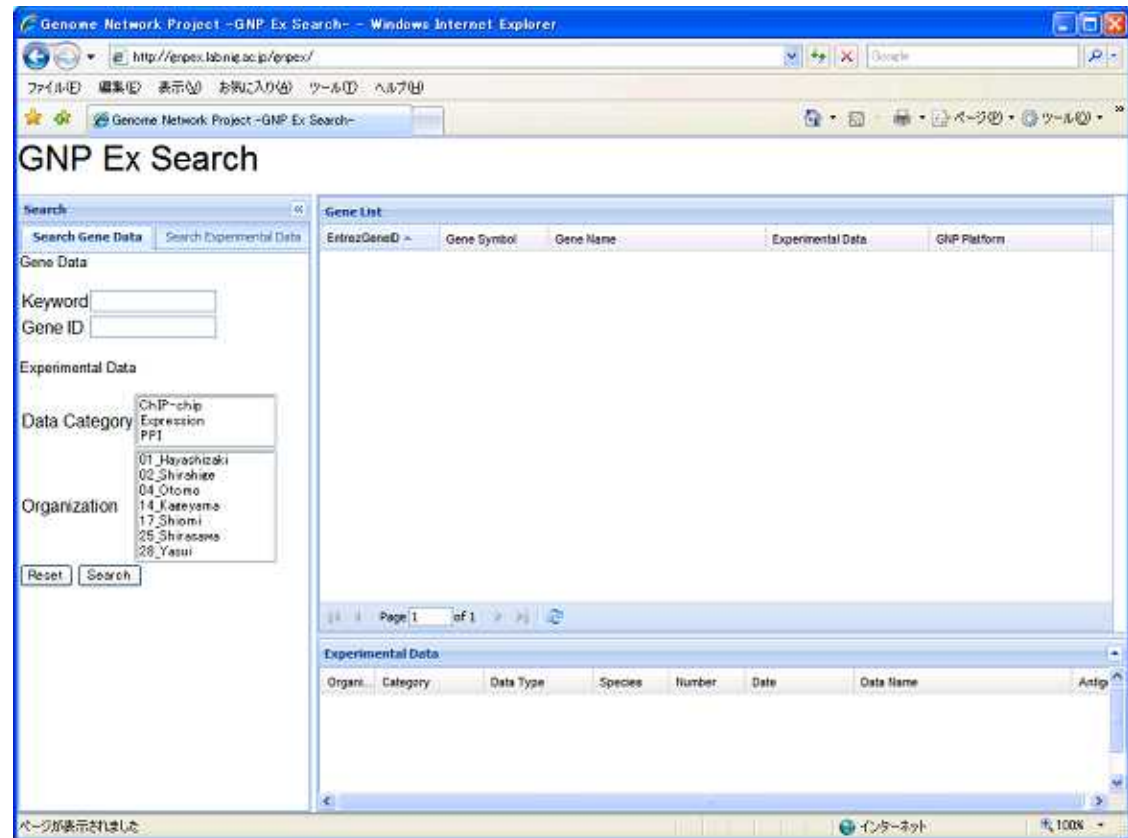 Genome Network Project -GNP Ex Search- - Windows Internet Explorer
http://gnpex.lab.nig.ac.jp/gnpex/
Google
ファイル(F) 編集(E) 表示(V) お気に入り(A) ツール(T) ヘルプ(H)
Genome Network Project -GNP Ex Search-
ページ(P) ツール(O)
GNP Ex Search
Search
Search Gene Data Search Experimental Data
Gene Data
Keyword
Gene ID
Experimental Data
Data Category
ChIP-chip
Expression
PPI
Organization
01_Hayashizaki
02_Shirahige
04_Otomo
14_Kageyama
17_Shiomi
25_Shirasawa
28_Yasui
Reset Search
Gene List
EntrezGeneID Gene Symbol Gene Name Experimental Data GNP Platform
Page 1 of 1
Experimental Data
Organi... Category Data Type Species Number Date Data Name Antig
ページが表示されました インターネット 100%